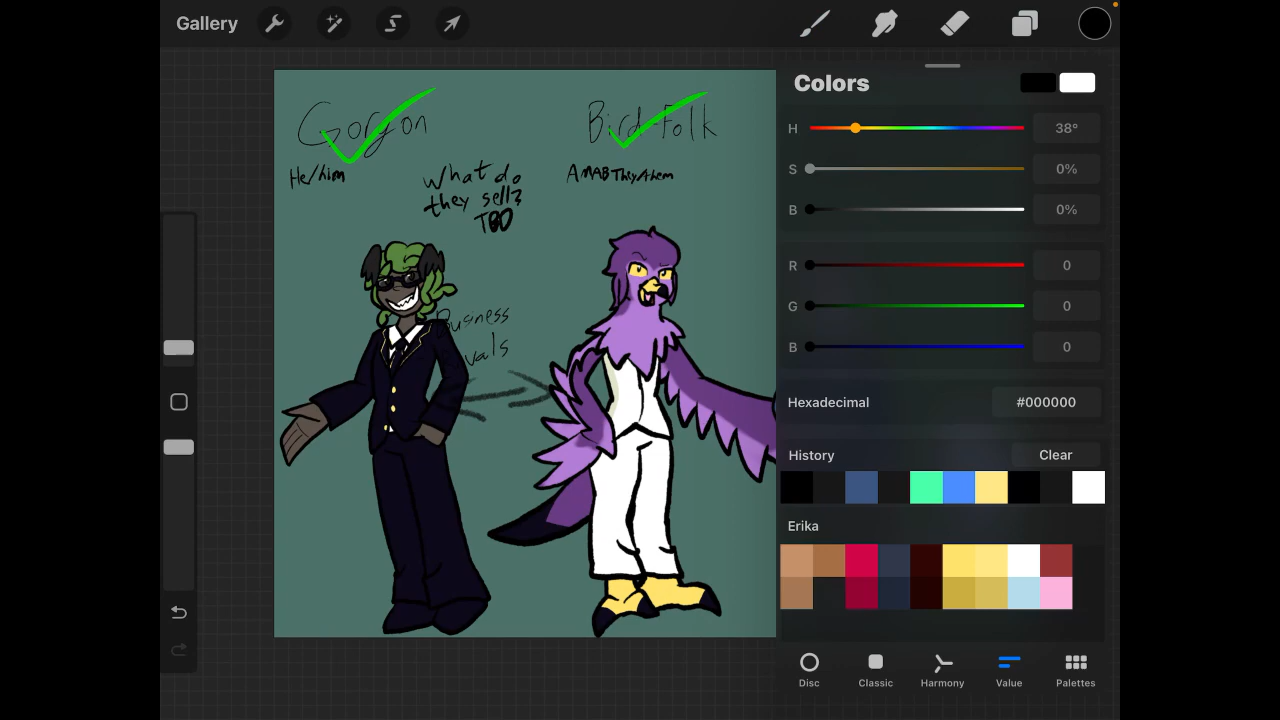 Gallery
Colors
Gorgon
Bird-Folk
He/him
AMAB They/them
What do
they sell?
TBD
Business
vals
H 38°
S 0%
B 0%
R 0
G 0
B 0
Hexadecimal #000000
History Clear
Erika
Disc Classic Harmony Value Palettes